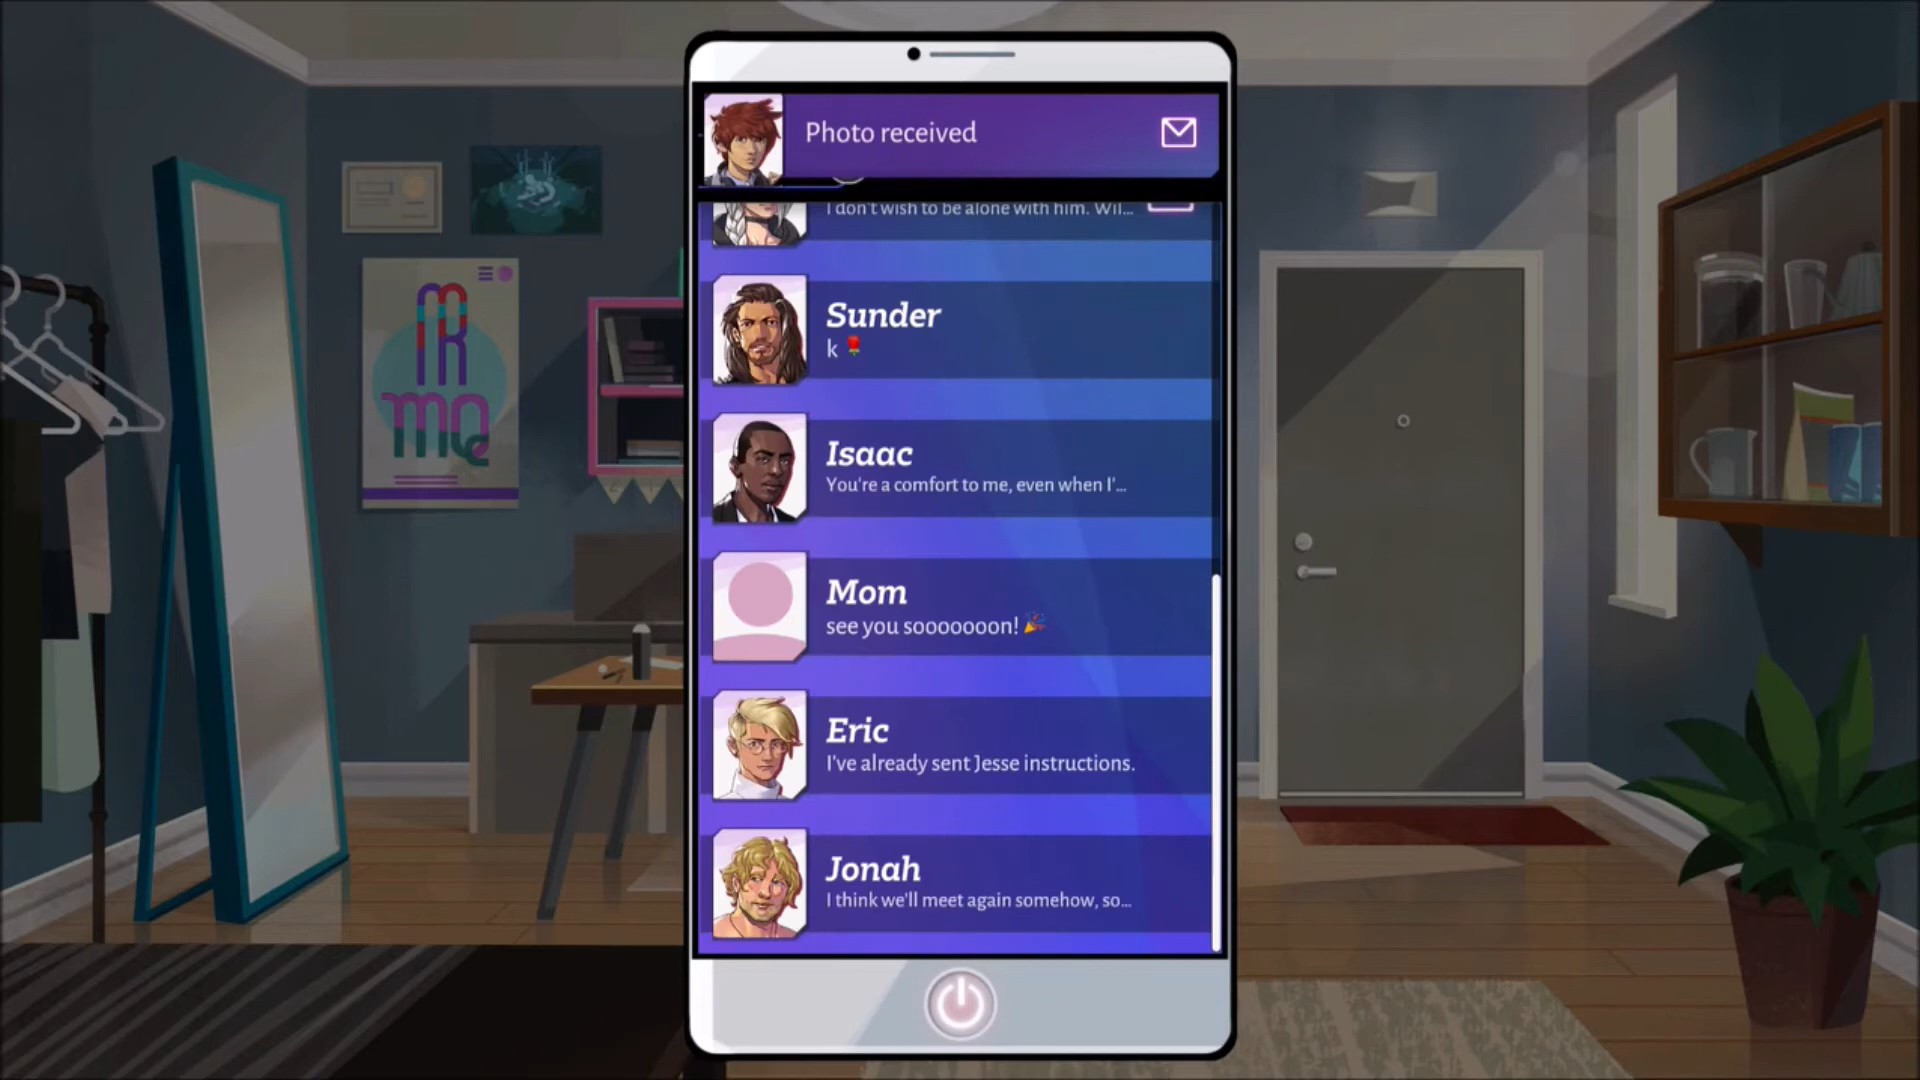 Photo received
I don't wish to be alone with him. Wil...
Sunder
k
Isaac
You're a comfort to me, even when I'...
Mom
see you sooooooon!
Eric
I've already sent Jesse instructions.
Jonah
I think we'll meet again somehow, so...